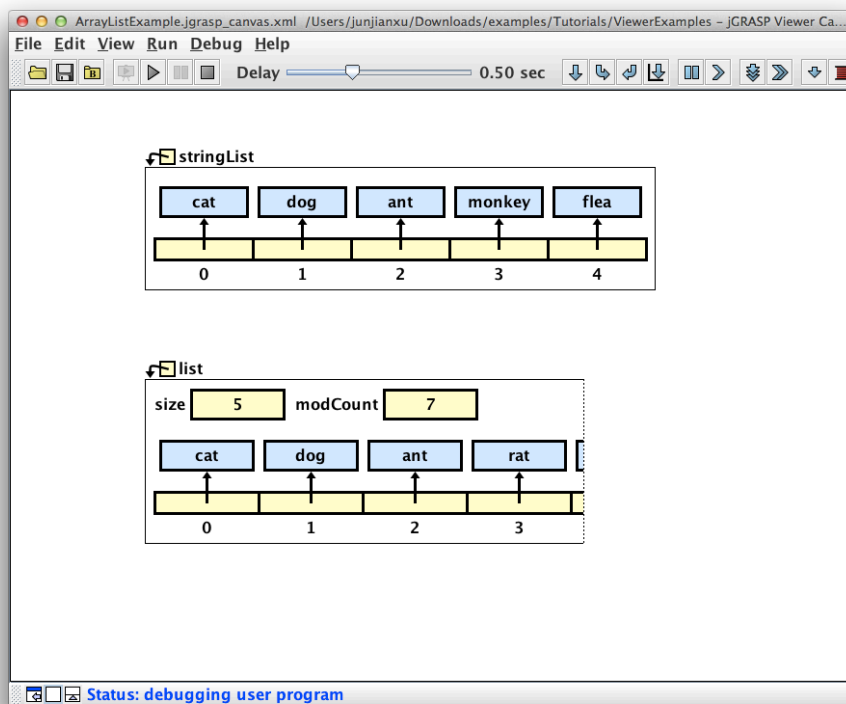 ArrayListExample.jgrasp_canvas.xml /Users/junjianxu/Downloads/examples/Tutorials/ViewerExamples – jGRASP Viewer Ca...
File Edit View Run Debug Help
B Delay 0.50 sec
stringList
cat dog ant monkey flea
0 1 2 3 4
list
size 5 modCount 7
cat dog ant rat
0 1 2 3
Status: debugging user program